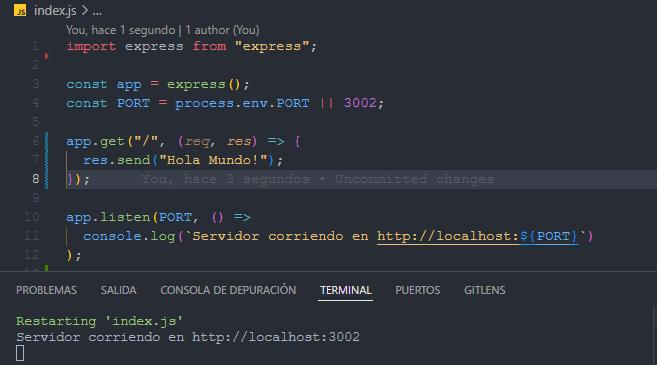 JS index.js > ...
You, hace 1 segundo | 1 author (You)
1 import express from "express";
2
3 const app = express();
4 const PORT = process.env.PORT || 3002;
5
6 app.get("/", (req, res) => {
7 res.send("Hola Mundo!");
8 }); You, hace 3 segundos • Uncommitted changes
9
10 app.listen(PORT, () =>
11 console.log(`Servidor corriendo en http://localhost:${PORT}`)
12 );
PROBLEMAS SALIDA CONSOLA DE DEPURACIÓN TERMINAL PUERTOS GITLENS
Restarting 'index.js'
Servidor corriendo en http://localhost:3002